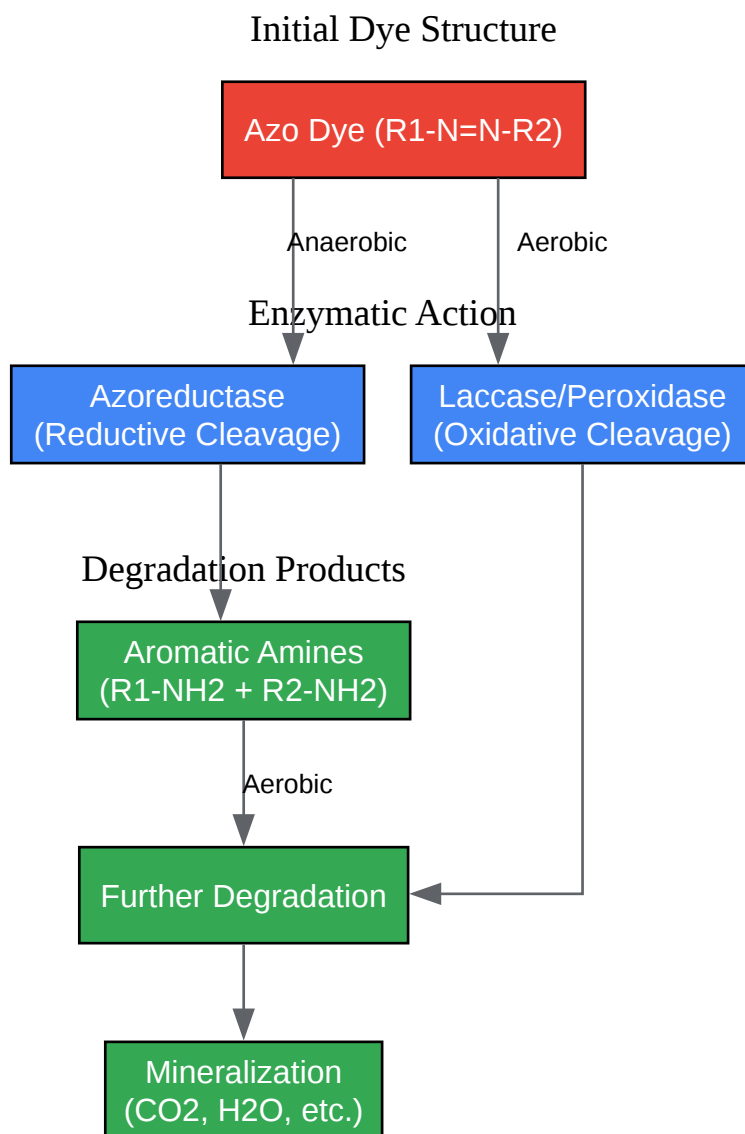 Initial Dye Structure
Azo Dye (R1-N=N-R2)
Anaerobic
Aerobic
Enzymatic Action
Azoreductase
(Reductive Cleavage)
Laccase/Peroxidase
(Oxidative Cleavage)
Degradation Products
Aromatic Amines
(R1-NH2 + R2-NH2)
Aerobic
Further Degradation
Mineralization
(CO2, H2O, etc.)